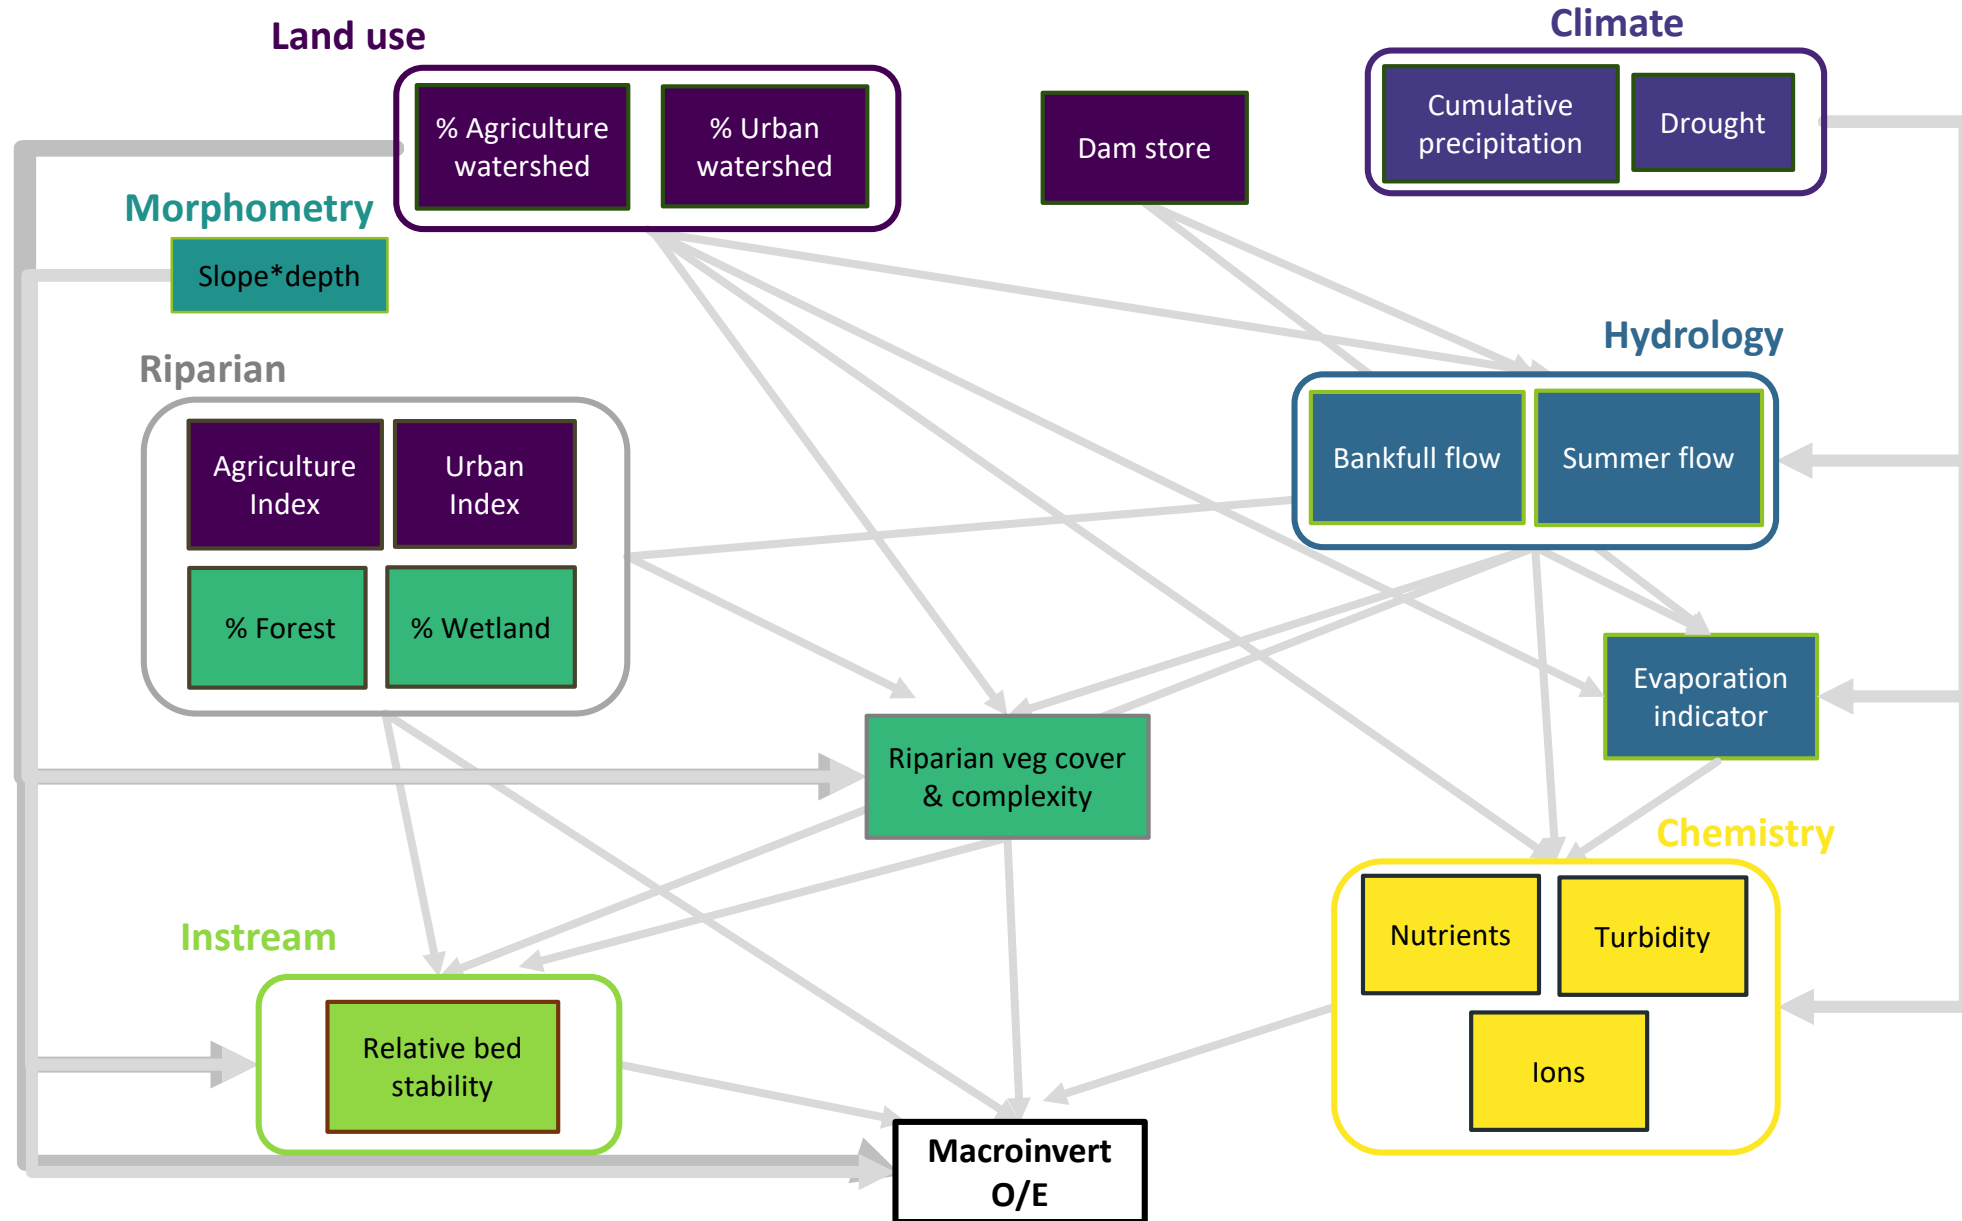 Land use
% Agriculture
watershed
% Urban
watershed
Dam store
Climate
Cumulative
precipitation
Drought
Morphometry
Slope*depth
Hydrology
Bankfull flow
Summer flow
Riparian
Agriculture
Index
Urban
Index
% Forest
% Wetland
Evaporation
indicator
Riparian veg cover
& complexity
Chemistry
Nutrients
Turbidity
Ions
Instream
Relative bed
stability
Macroinvert
O/E